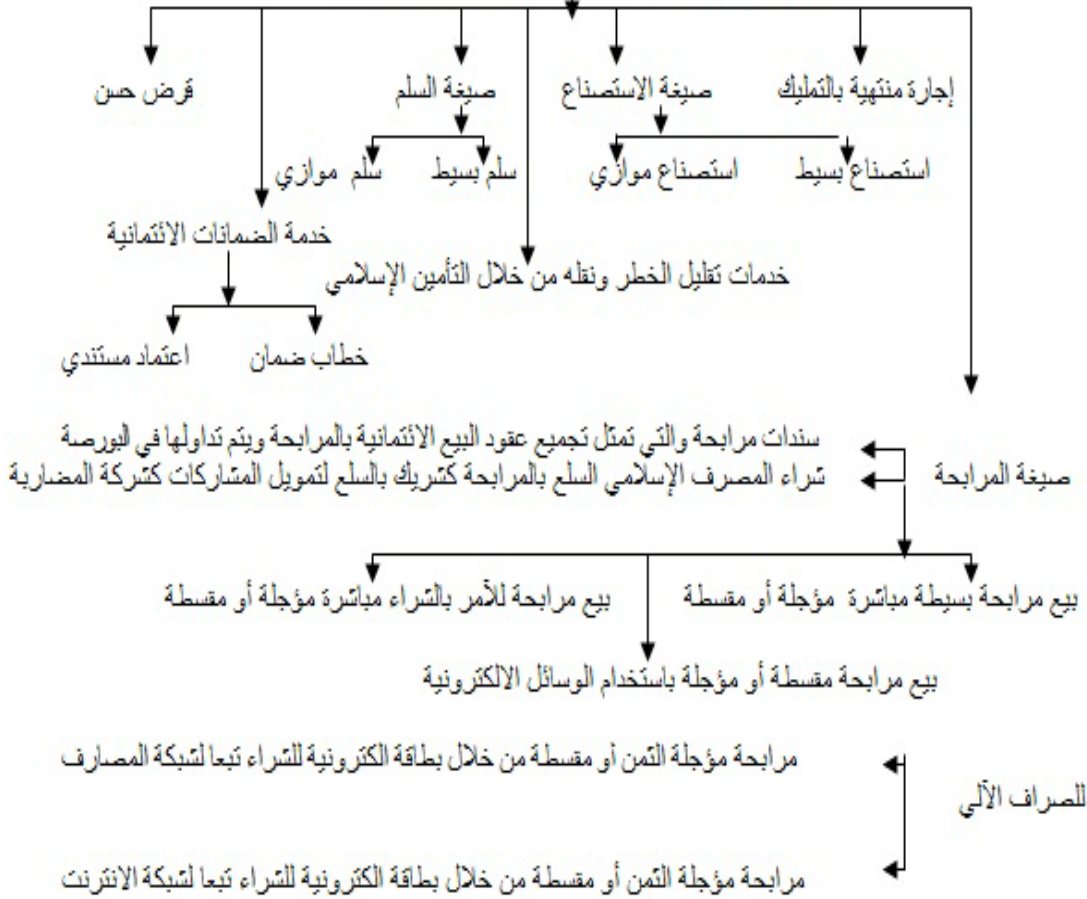 إجارة منتهية بالتمليك
صيغة الاستصناع
صيغة السلم
قرض حسن
استصناع بسيط
استصناع موازي
سلم بسيط
سلم موازي
خدمة الضمانات الائتمانية
خدمات تقليل الخطر ونقله من خلال التأمين الإسلامي
خطاب ضمان
اعتماد مستندي
سندات مرابحة والتي تمثل تجميع عقود البيع الائتمانية بالمرابحة ويتم تداولها في البورصة
صيغة المرابحة
شراء المصرف الإسلامي السلع بالمرابحة كشريك بالسلع لتمويل المشاركات كشركة المضاربة
بيع مرابحة بسيطة مباشرة مؤجلة أو مقسطة
بيع مرابحة للآمر بالشراء مباشرة مؤجلة أو مقسطة
بيع مرابحة مقسطة أو مؤجلة باستخدام الوسائل الالكترونية
مرابحة مؤجلة الثمن أو مقسطة من خلال بطاقة الكترونية للشراء تبعا لشبكة المصارف
للصراف الآلي
مرابحة مؤجلة الثمن أو مقسطة من خلال بطاقة الكترونية للشراء تبعا لشبكة الانترنت